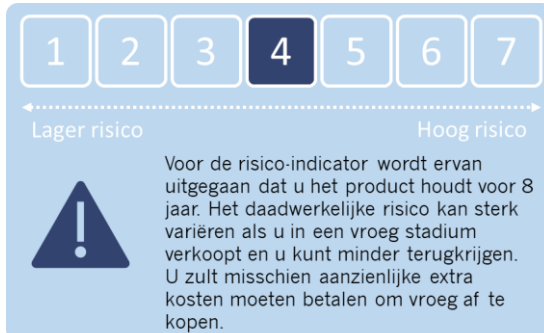 1 2 3 4 5 6 7
Lager risico Hoog risico
Voor de risico-indicator wordt ervan
uitgegaan dat u het product houdt voor 8
jaar. Het daadwerkelijke risico kan sterk
variëren als u in een vroeg stadium
verkoopt en u kunt minder terugkrijgen.
U zult misschien aanzienlijke extra
kosten moeten betalen om vroeg af te
kopen.